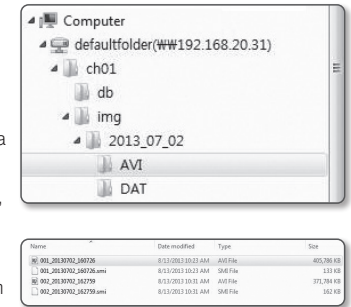 Computer
defaultfolder(₩₩192.168.20.31)
ch01
db
img
2013_07_02
AVI
DAT
a
,
n
Name Date modified Type Size
001_20130702_160726 8/13/2013 10:23 AM AVI File 405,786 KB
001_20130702_160726.smi 8/13/2013 10:23 AM SMI File 133 KB
002_20130702_162759 8/13/2013 10:31 AM AVI File 371,784 KB
002_20130702_162759.smi 8/13/2013 10:31 AM SMI File 162 KB